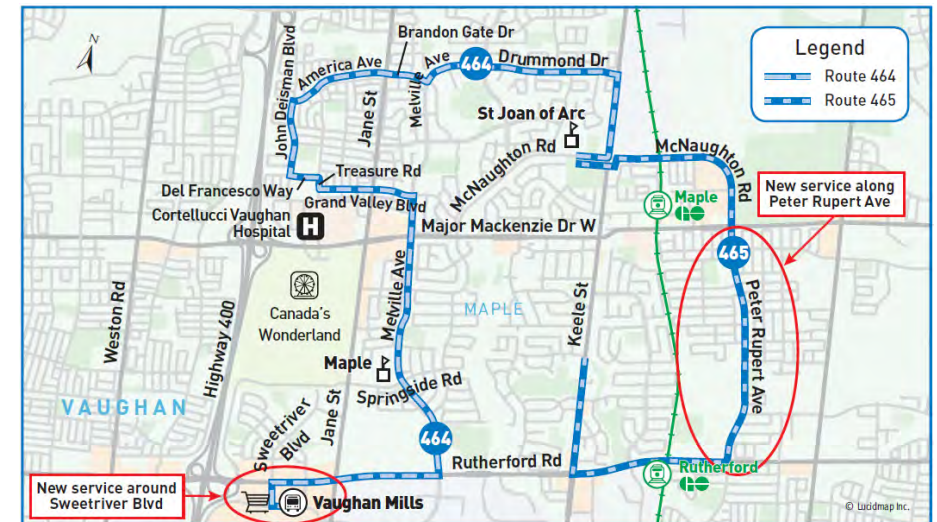 N
Brandon Gate Dr
America Ave
Melville Ave
464
Drummond Dr
Legend
Route 464
Route 465
John Deisman Blvd
Jane St
St Joan of Arc
McNaughton Rd
McNaughton Rd
Treasure Rd
Del Francesco Way
Grand Valley Blvd
Maple
GO
New service along
Peter Rupert Ave
Cortellucci Vaughan
Hospital
H
Major Mackenzie Dr W
465
Weston Rd
Highway 400
Canada's
Wonderland
Melville Ave
MAPLE
Keele St
Peter Rupert Ave
Maple
Springside Rd
VAUGHAN
Sweetriver
Blvd
Jane St
464
Rutherford Rd
Rutherford
GO
New service around
Sweetriver Blvd
Vaughan Mills
© Lucidmap Inc.